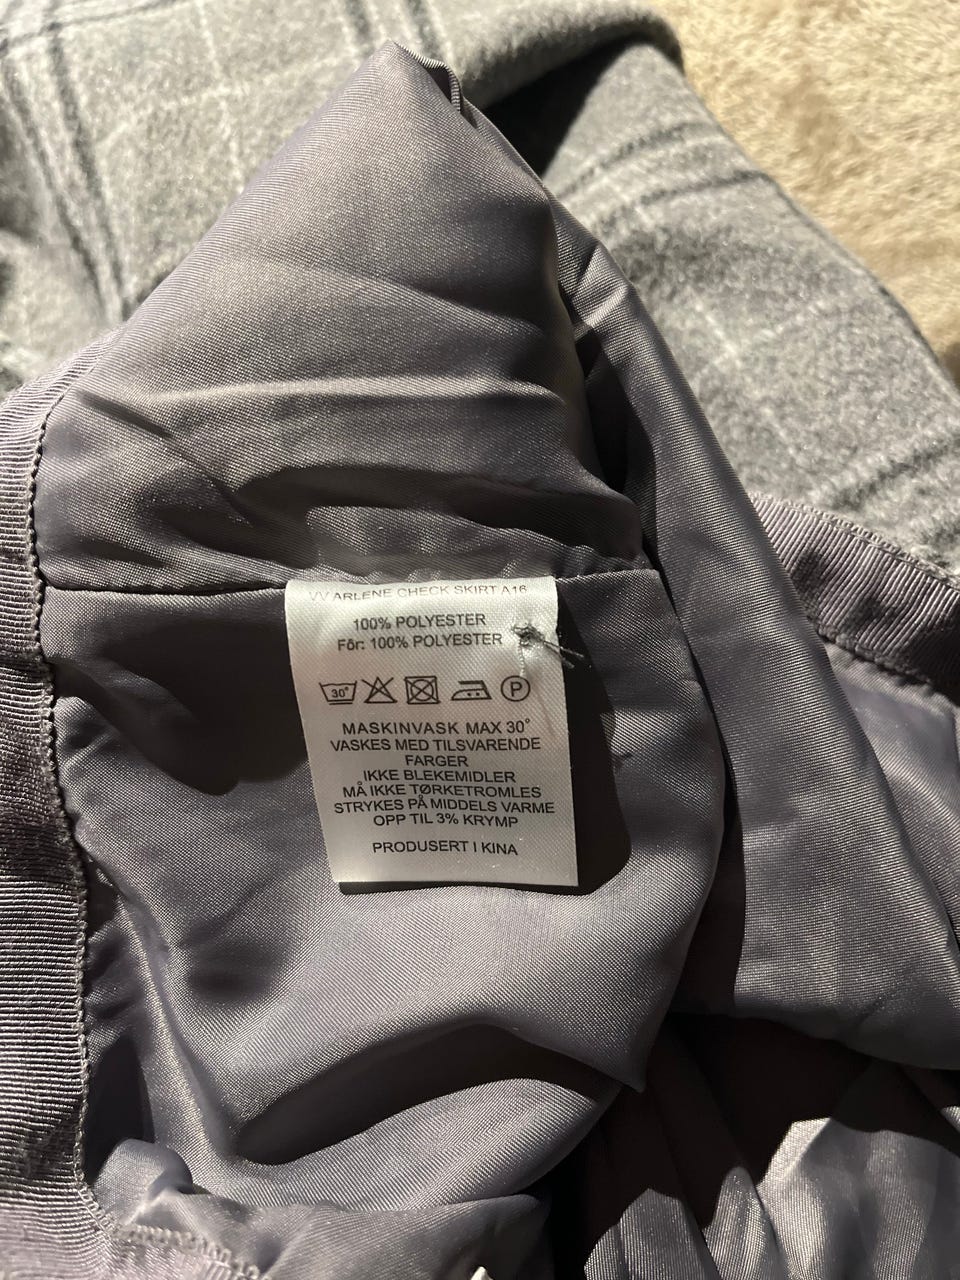 VV ARLENE CHECK SKIRT A16
100% POLYESTER
Fôr: 100% POLYESTER
30° P
MASKINVASK MAX 30°
VASKES MED TILSVARENDE
FARGER
IKKE BLEKEMIDLER
MÅ IKKE TØRKETROMLES
STRYKES PÅ MIDDELS VARME
OPP TIL 3% KRYMP
PRODUSERT I KINA